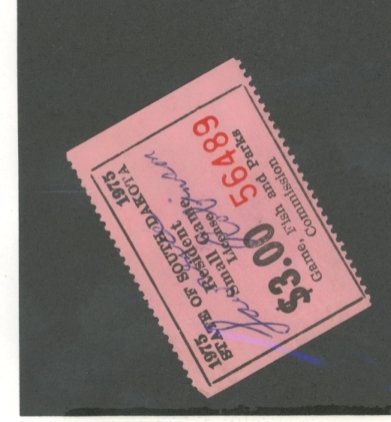 1975 1975
STATE OF SOUTH DAKOTA
Resident
Small Game
License
$3.00 56489
Game, Fish and Parks
Commission